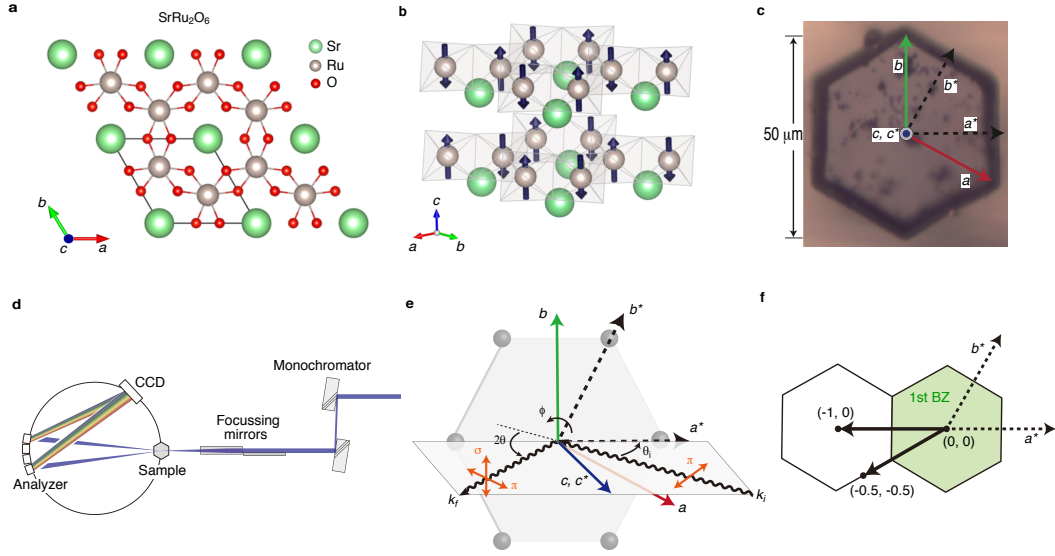 a
SrRu₂O₆
Sr
Ru
O
b
c
a
b
c
a
b
c
b
b*
a*
c, c*
a
50 µm
d
CCD
Monochromator
Focussing
mirrors
Sample
Analyzer
e
b
b*
ϕ
2θ
a*
θi
σ
π
π
c, c*
a
kf
ki
f
b*
1st BZ
(-1, 0)
(0, 0)
a*
(-0.5, -0.5)